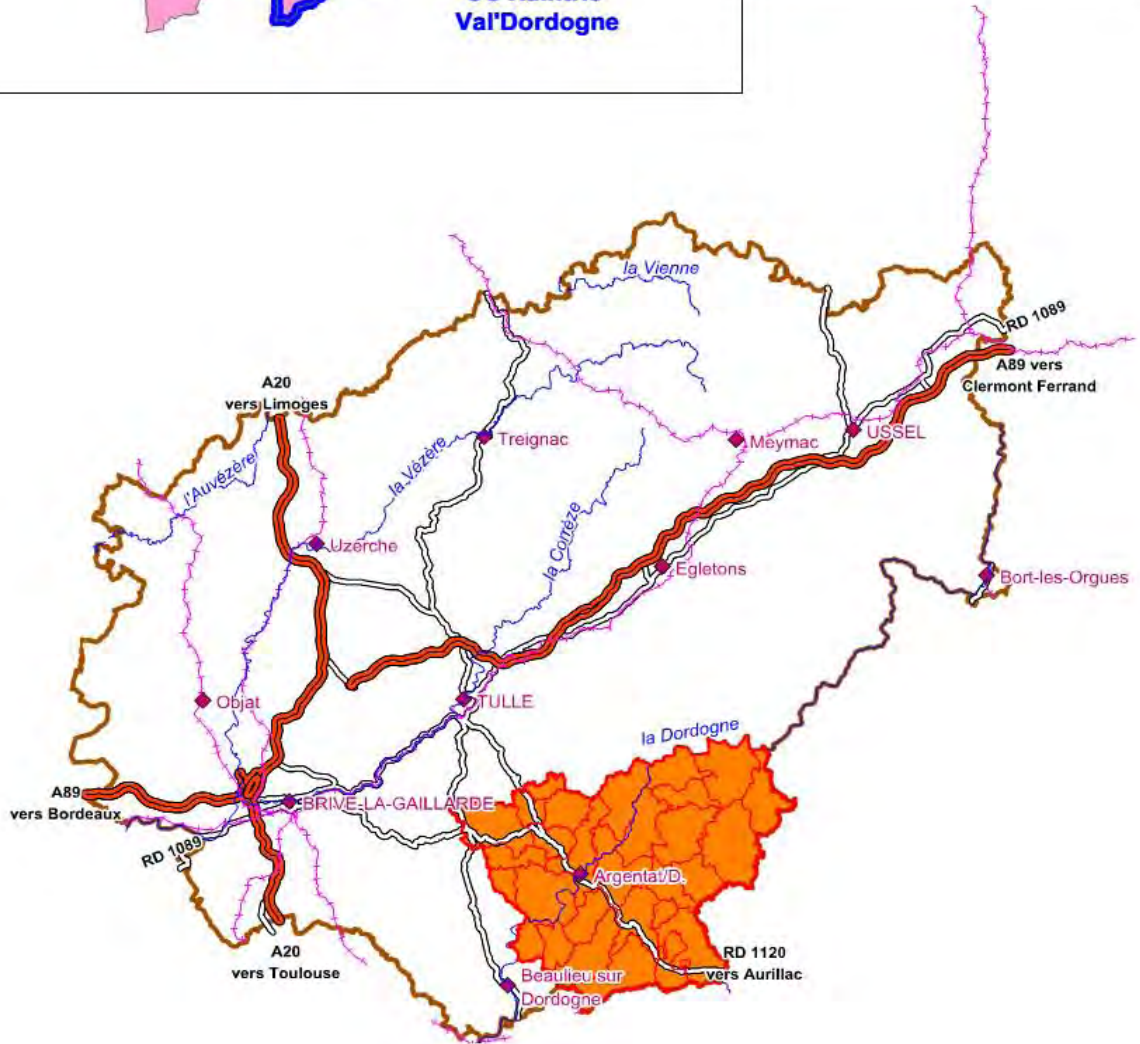 Val'Dordogne
la Vienne
RD 1089
A89 vers
Clermont Ferrand
A20
vers Limoges
Treignac
Meymac
USSEL
l'Auvézère
la Vézère
la Corrèze
Uzerche
Egletons
Bort-les-Orgues
Objat
TULLE
la Dordogne
A89
vers Bordeaux
BRIVE-LA-GAILLARDE
RD 1089
Argentat/D.
A20
vers Toulouse
RD 1120
vers Aurillac
Beaulieu sur
Dordogne